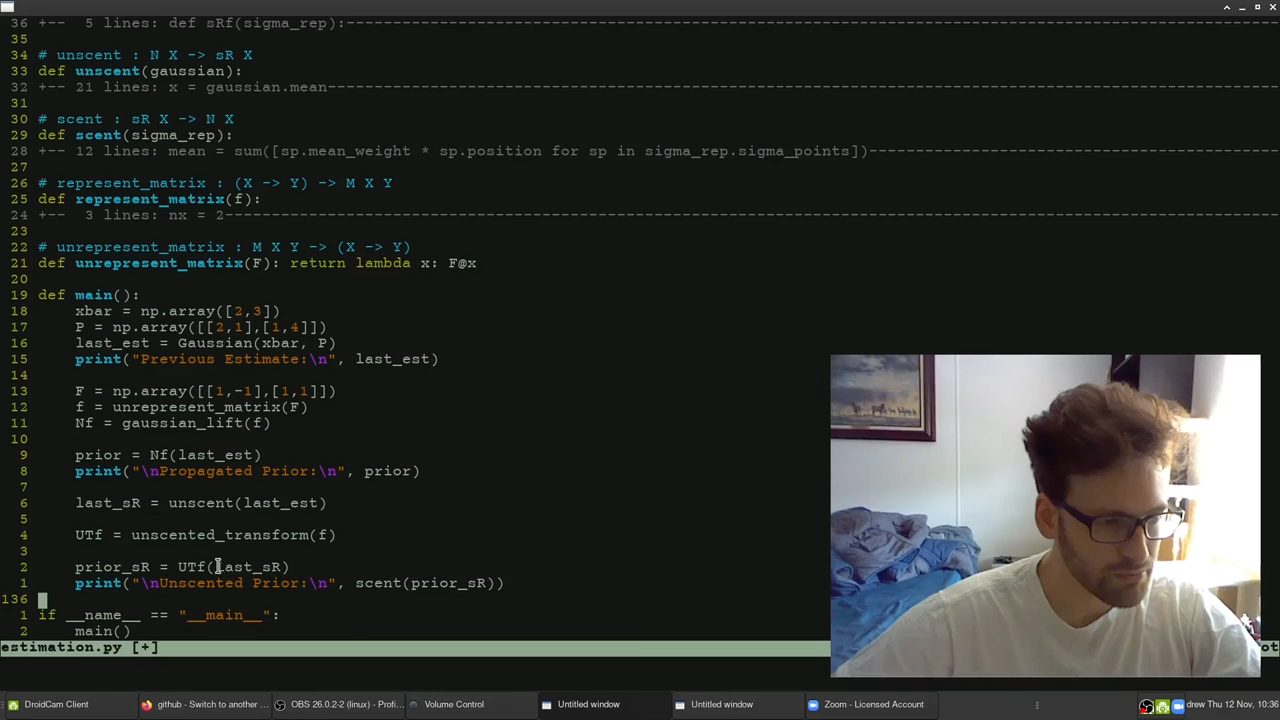 36 +--  5 lines: def sRf(sigma_rep):----------------------------------------
35
34 # unscent : N X -> sR X
33 def unscent(gaussian):
32 +-- 21 lines: x = gaussian.mean----------------------------------------
31
30 # scent : sR X -> N X
29 def scent(sigma_rep):
28 +-- 12 lines: mean = sum([sp.mean_weight * sp.position for sp in sigma_rep.sigma_points])----------------------------------------
27
26 # represent_matrix : (X -> Y) -> M X Y
25 def represent_matrix(f):
24 +--  3 lines: nx = 2----------------------------------------
23
22 # unrepresent_matrix : M X Y -> (X -> Y)
21 def unrepresent_matrix(F): return lambda x: F@x
20
19 def main():
18     xbar = np.array([2,3])
17     P = np.array([[2,1],[1,4]])
16     last_est = Gaussian(xbar, P)
15     print("Previous Estimate:\n", last_est)
14
13     F = np.array([[1,-1],[1,1]])
12     f = unrepresent_matrix(F)
11     Nf = gaussian_lift(f)
10
9     prior = Nf(last_est)
8     print("\nPropagated Prior:\n", prior)
7
6     last_sR = unscent(last_est)
5
4     UTf = unscented_transform(f)
3
2     prior_sR = UTf(last_sR)
1     print("\nUnscented Prior:\n", scent(prior_sR))
136
1 if __name__ == "__main__":
2     main()
estimation.py [+]
DroidCam Client
github - Switch to another ...
OBS 26.0.2-2 (linux) - Profi...
Volume Control
Untitled window
Untitled window
Zoom - Licensed Account
drew Thu 12 Nov, 10:36